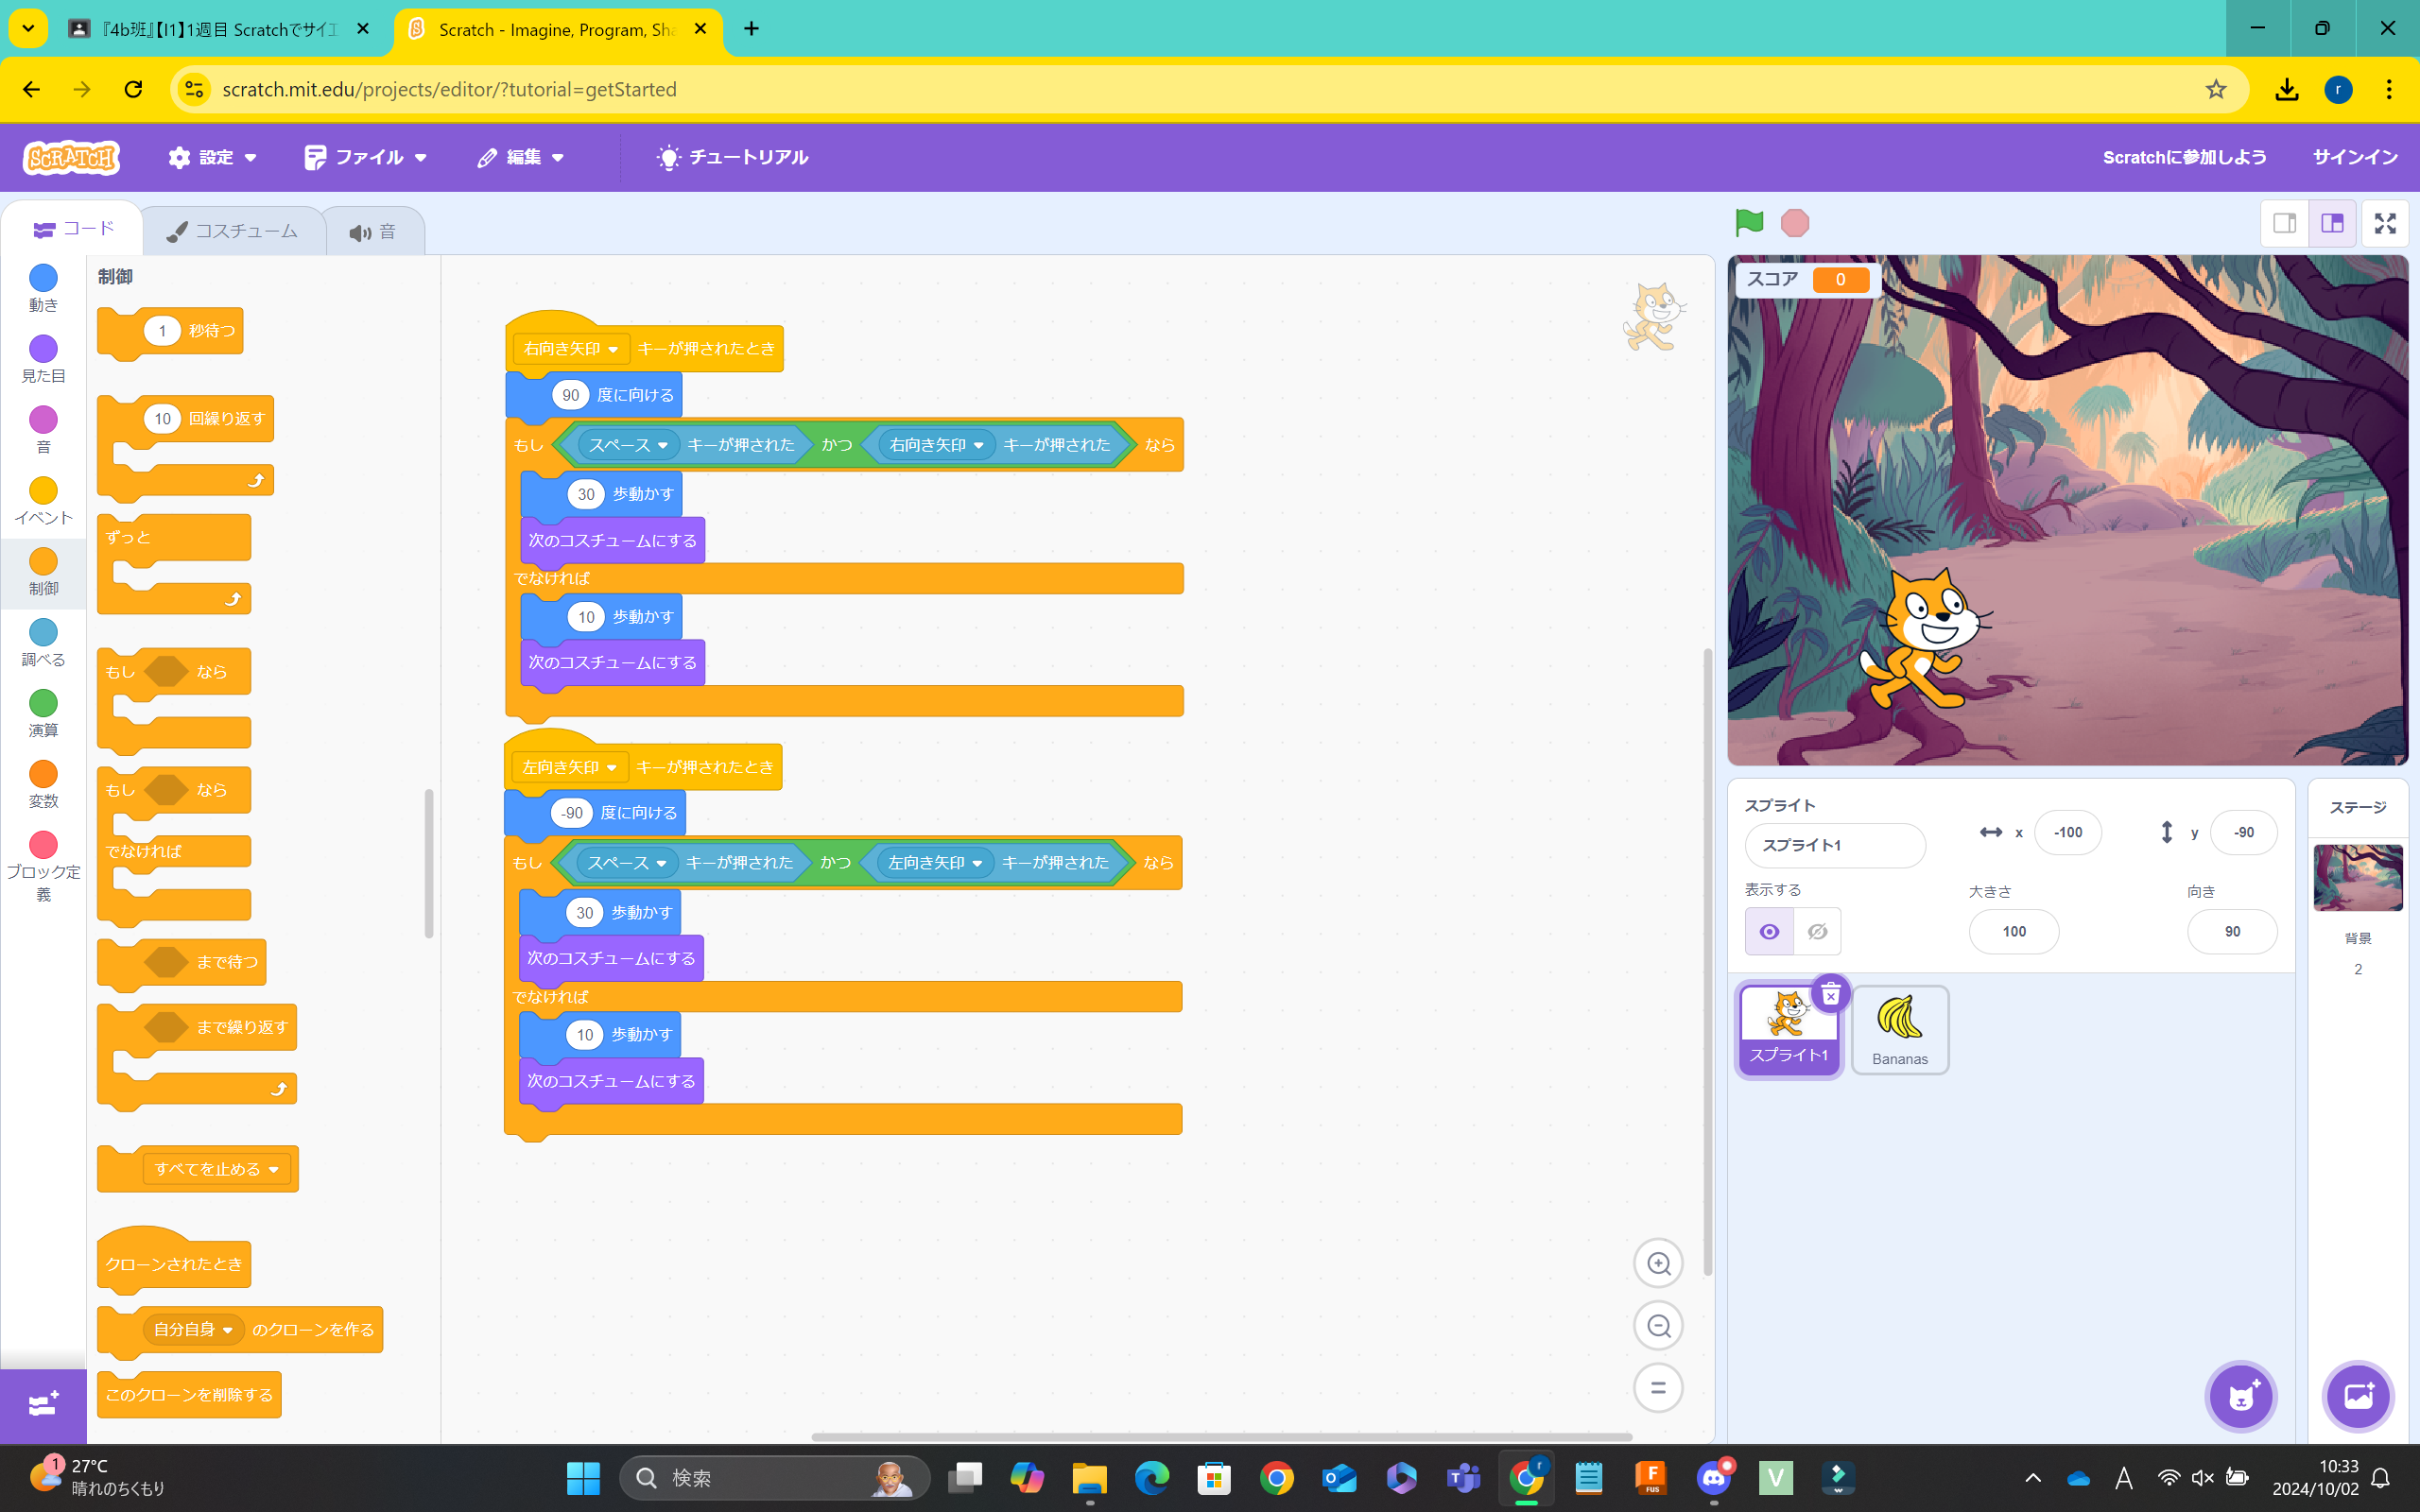 『4b班』【I1】1週目 Scratchでサイエ
Scratch - Imagine, Program, Sha
scratch.mit.edu/projects/editor/?tutorial=getStarted
r
SCRATCH
設定
ファイル
編集
チュートリアル
Scratchに参加しよう
サインイン
コード
コスチューム
音
動き
見た目
音
イベント
制御
調べる
演算
変数
ブロック定義
制御
1 秒待つ
10 回繰り返す
ずっと
もし なら
もし なら
でなければ
まで待つ
まで繰り返す
すべてを止める
クローンされたとき
自分自身 のクローンを作る
このクローンを削除する
右向き矢印 キーが押されたとき
90 度に向ける
もし スペース キーが押された かつ 右向き矢印 キーが押された なら
30 歩動かす
次のコスチュームにする
でなければ
10 歩動かす
次のコスチュームにする
左向き矢印 キーが押されたとき
-90 度に向ける
もし スペース キーが押された かつ 左向き矢印 キーが押された なら
30 歩動かす
次のコスチュームにする
でなければ
10 歩動かす
次のコスチュームにする
スコア 0
スプライト
スプライト1
x -100
y -90
表示する
大きさ
向き
100
90
スプライト1
Bananas
ステージ
背景
2
1
27°C
晴れのちくもり
検索
r
F
FUS
V
A
10:33
2024/10/02